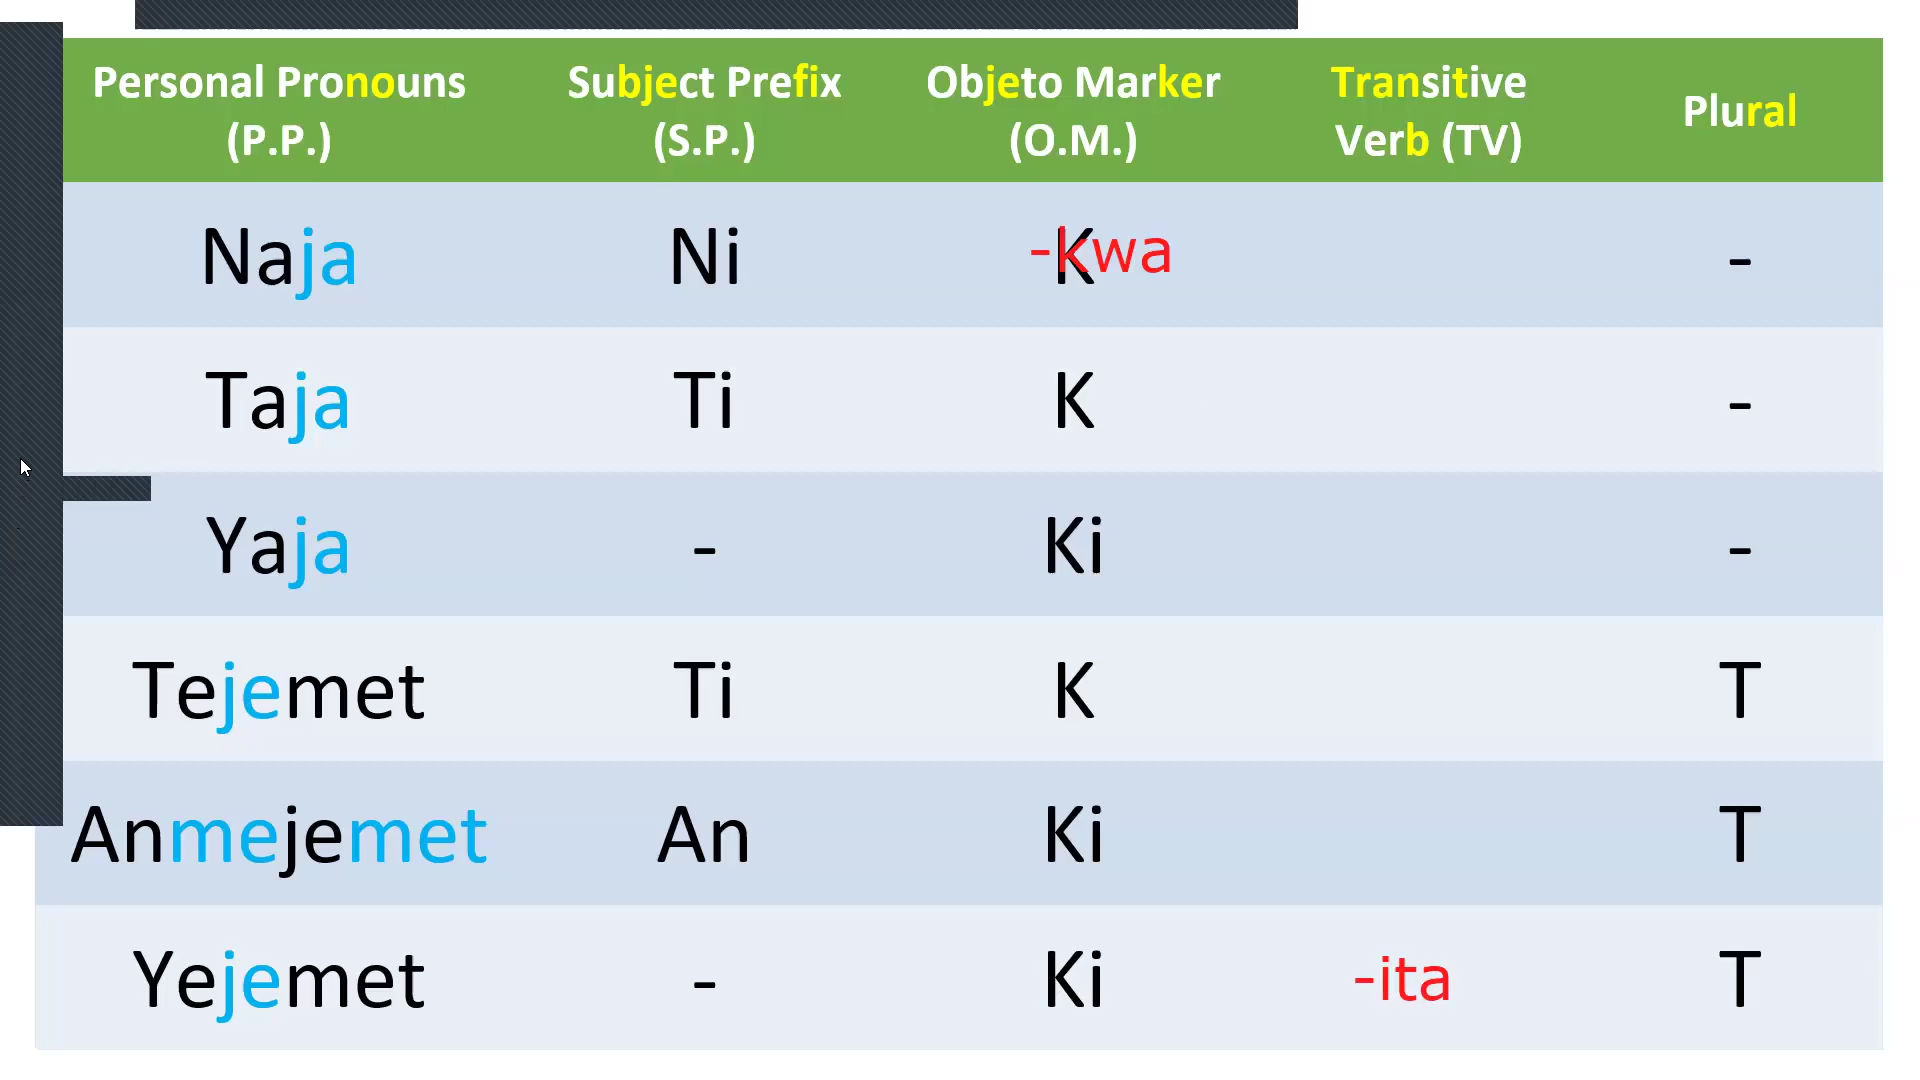 Personal Pronouns (P.P.) Subject Prefix (S.P.) Objeto Marker (O.M.) Transitive Verb (TV) Plural
Naja Ni K -kwa -
Taja Ti K -
Yaja - Ki -
Tejemet Ti K T
Anmejemet An Ki T
Yejemet - Ki -ita T